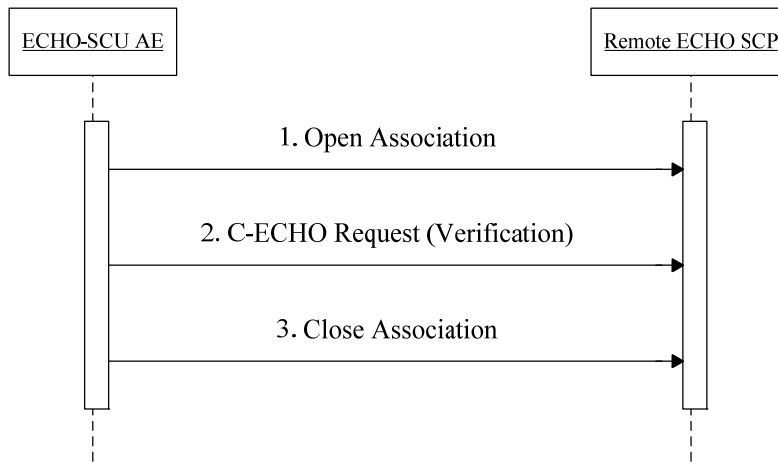 ECHO-SCU AE
Remote ECHO SCP
1. Open Association
2. C-ECHO Request (Verification)
3. Close Association